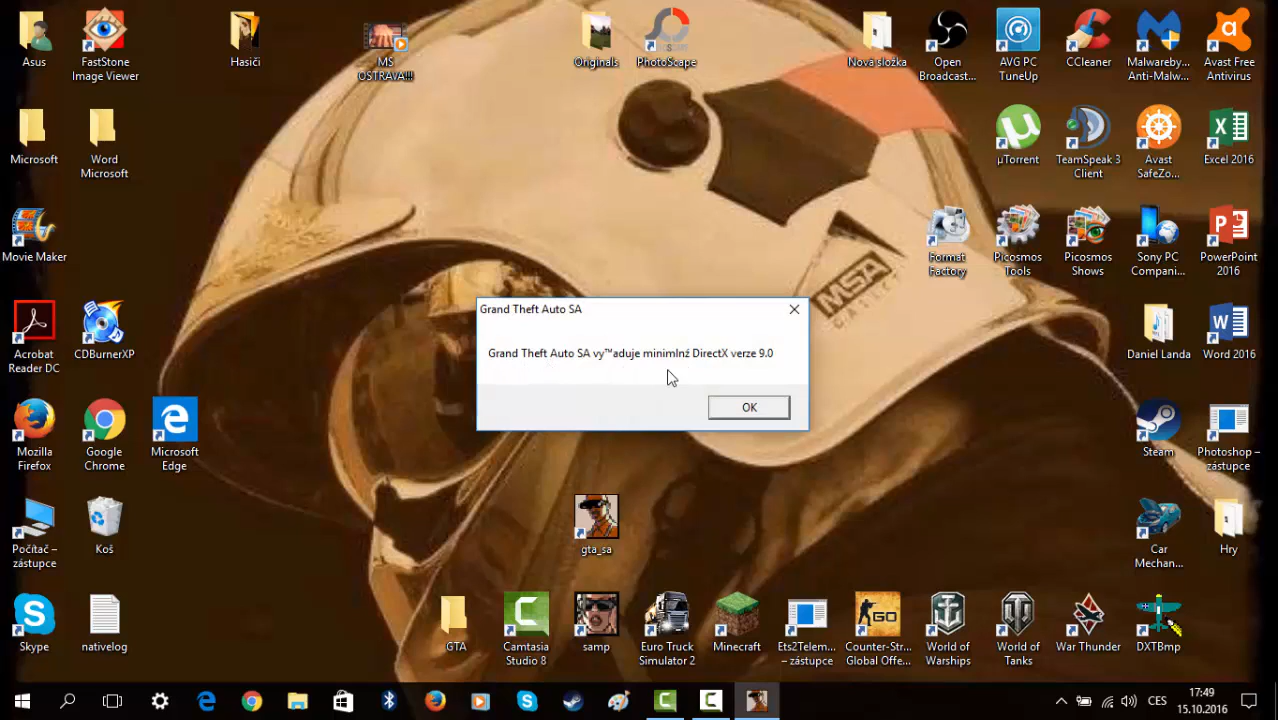 Asus
FastStone
Image Viewer
Hasiči
MS
OSTRAVA!!!
Originals
PhotoScape
Nová složka
Open
Broadcast...
AVG PC
TuneUp
CCleaner
Malwareby...
Anti-Malw...
Avast Free
Antivirus
Microsoft
Word
Microsoft
µTorrent
TeamSpeak 3
Client
Avast
SafeZo...
Excel 2016
Movie Maker
Format
Factory
Picosmos
Tools
Picosmos
Shows
Sony PC
Compani...
PowerPoint
2016
MSA
GALLET
Grand Theft Auto SA
Grand Theft Auto SA vy™aduje minimlnź DirectX verze 9.0
OK
Acrobat
Reader DC
CDBurnerXP
Daniel Landa
Word 2016
Mozilla
Firefox
Google
Chrome
Microsoft
Edge
Steam
Photoshop –
zástupce
Počítač –
zástupce
Koš
gta_sa
Car
Mechan...
Hry
Skype
nativelog
GTA
Camtasia
Studio 8
samp
Euro Truck
Simulator 2
Minecraft
Ets2Telem...
– zástupce
GO
Counter-Str...
Global Offe...
World of
Warships
World of
Tanks
War Thunder
DXTBmp
CES
17:49
15.10.2016